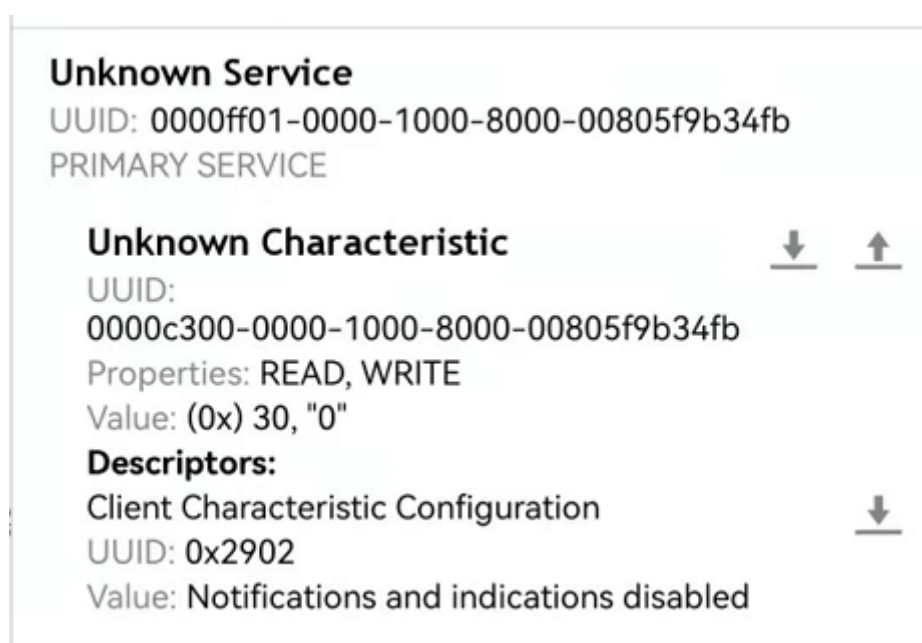 Unknown Service
UUID: 0000ff01-0000-1000-8000-00805f9b34fb
PRIMARY SERVICE
Unknown Characteristic
UUID:
0000c300-0000-1000-8000-00805f9b34fb
Properties: READ, WRITE
Value: (0x) 30, "0"
Descriptors:
Client Characteristic Configuration
UUID: 0x2902
Value: Notifications and indications disabled